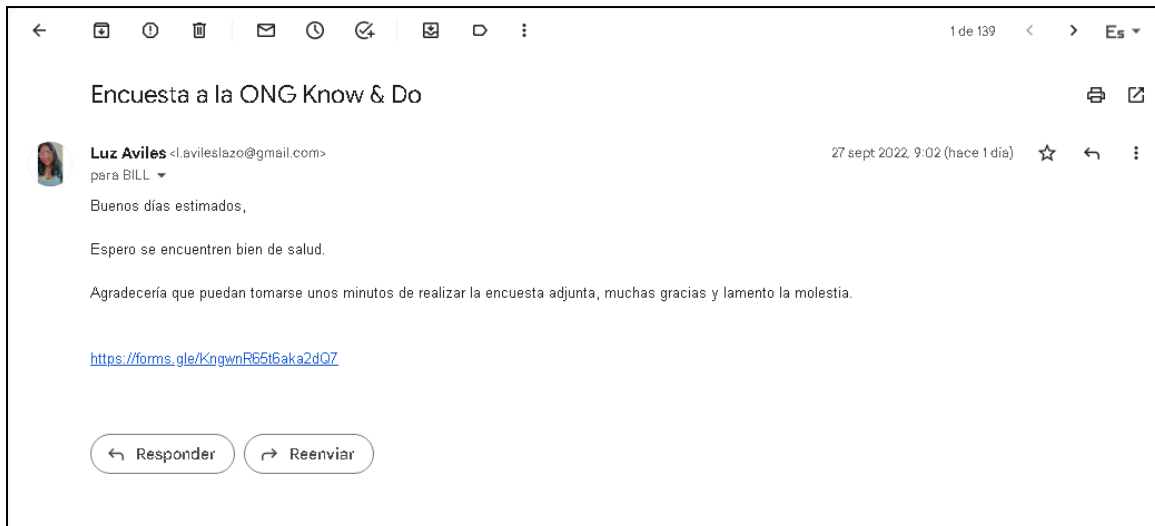 1 de 139
Es
Encuesta a la ONG Know & Do
Luz Aviles <l.avileslazo@gmail.com>
27 sept 2022, 9:02 (hace 1 día)
para BILL
Buenos días estimados,
Espero se encuentren bien de salud.
Agradecería que puedan tomarse unos minutos de realizar la encuesta adjunta, muchas gracias y lamento la molestia.
https://forms.gle/KngwnR65t6aka2dQ7
Responder
Reenviar